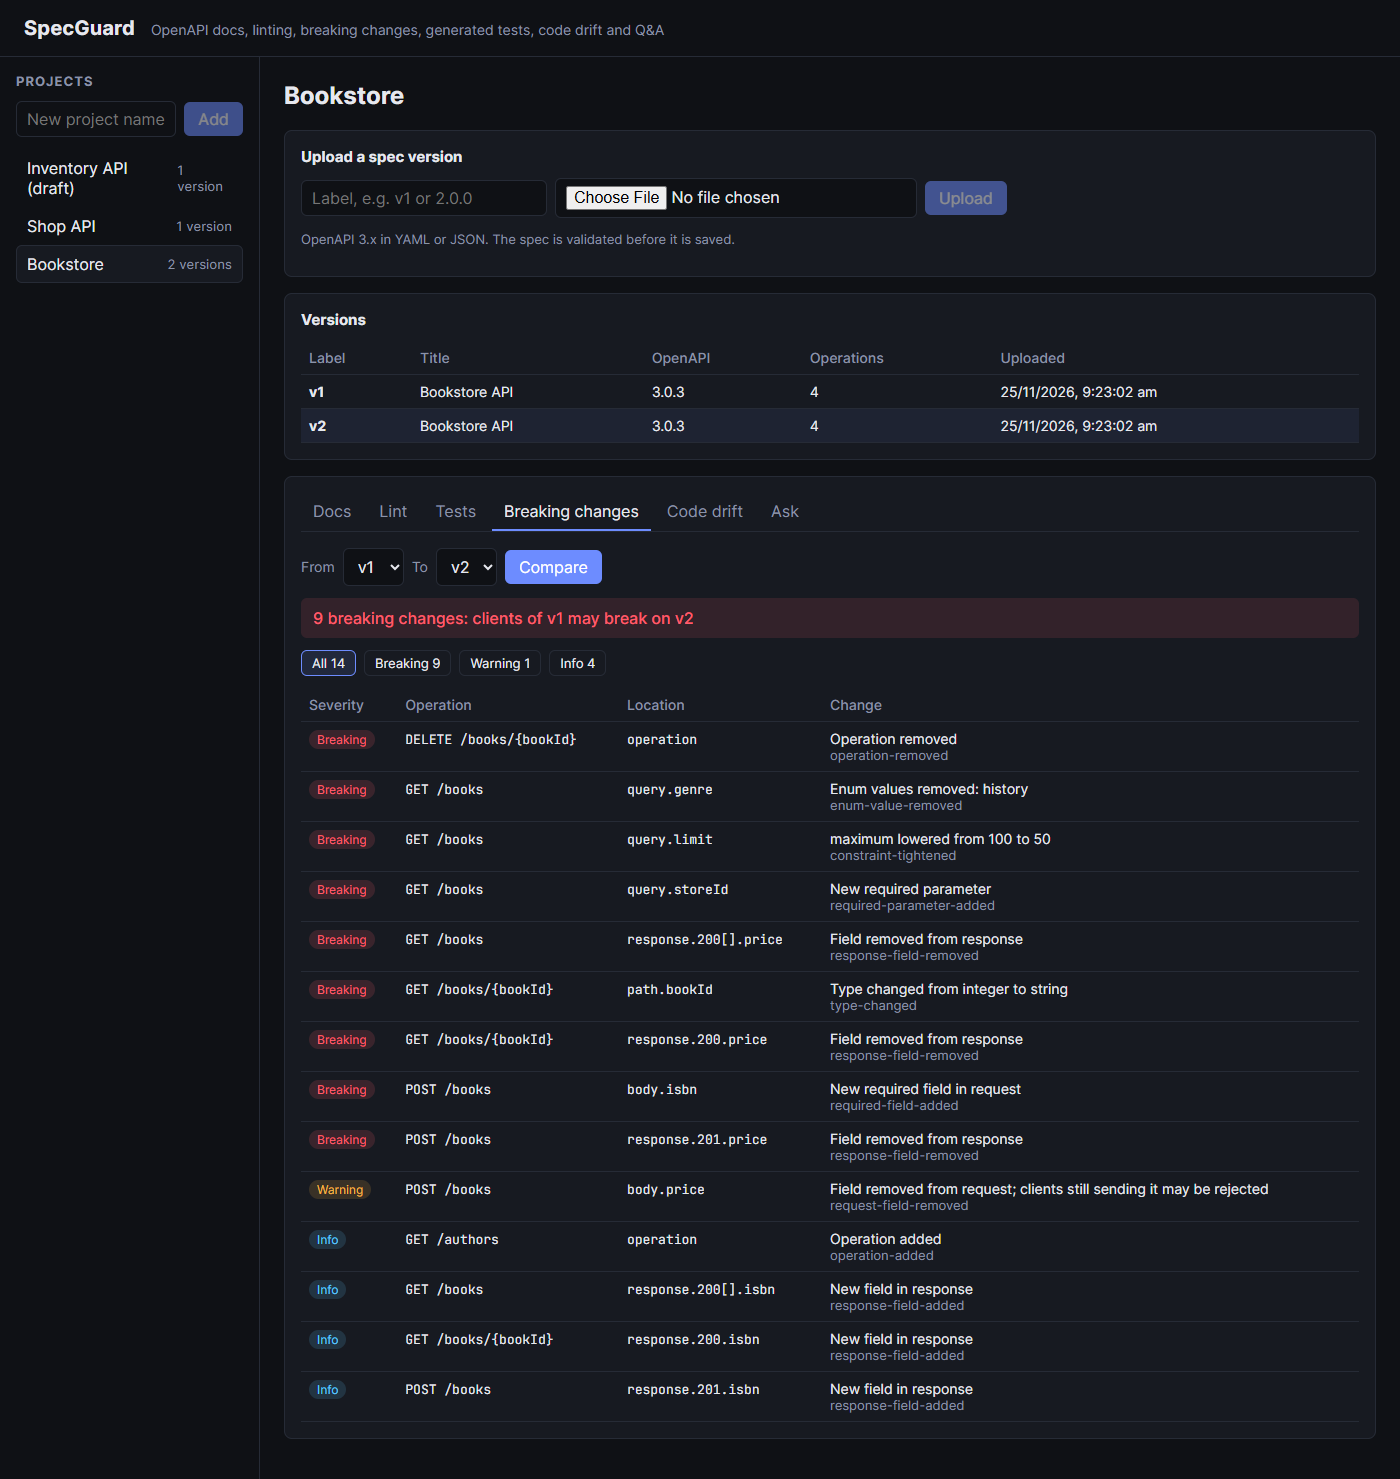 SpecGuard OpenAPI docs, linting, breaking changes, generated tests, code drift and Q&A
PROJECTS
New project name Add
Inventory API (draft) 1 version
Shop API 1 version
Bookstore 2 versions
Bookstore
Upload a spec version
Label, e.g. v1 or 2.0.0 Choose File No file chosen Upload
OpenAPI 3.x in YAML or JSON. The spec is validated before it is saved.
Versions
Label Title OpenAPI Operations Uploaded
v1 Bookstore API 3.0.3 4 25/11/2026, 9:23:02 am
v2 Bookstore API 3.0.3 4 25/11/2026, 9:23:02 am
Docs Lint Tests Breaking changes Code drift Ask
From v1 To v2 Compare
9 breaking changes: clients of v1 may break on v2
All 14 Breaking 9 Warning 1 Info 4
Severity Operation Location Change
Breaking DELETE /books/{bookId} operation Operation removed
operation-removed
Breaking GET /books query.genre Enum values removed: history
enum-value-removed
Breaking GET /books query.limit maximum lowered from 100 to 50
constraint-tightened
Breaking GET /books query.storeId New required parameter
required-parameter-added
Breaking GET /books response.200[].price Field removed from response
response-field-removed
Breaking GET /books/{bookId} path.bookId Type changed from integer to string
type-changed
Breaking GET /books/{bookId} response.200.price Field removed from response
response-field-removed
Breaking POST /books body.isbn New required field in request
required-field-added
Breaking POST /books response.201.price Field removed from response
response-field-removed
Warning POST /books body.price Field removed from request; clients still sending it may be rejected
request-field-removed
Info GET /authors operation Operation added
operation-added
Info GET /books response.200[].isbn New field in response
response-field-added
Info GET /books/{bookId} response.200.isbn New field in response
response-field-added
Info POST /books response.201.isbn New field in response
response-field-added